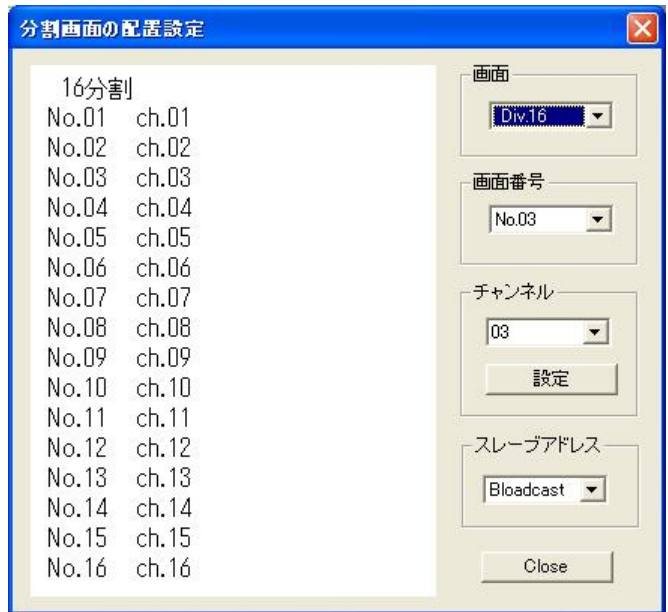 分割画面の配置設定
16分割
No.01 ch.01
No.02 ch.02
No.03 ch.03
No.04 ch.04
No.05 ch.05
No.06 ch.06
No.07 ch.07
No.08 ch.08
No.09 ch.09
No.10 ch.10
No.11 ch.11
No.12 ch.12
No.13 ch.13
No.14 ch.14
No.15 ch.15
No.16 ch.16
画面
Div.16
画面番号
No.03
チャンネル
03
設定
スレーブアドレス
Bloadcast
Close